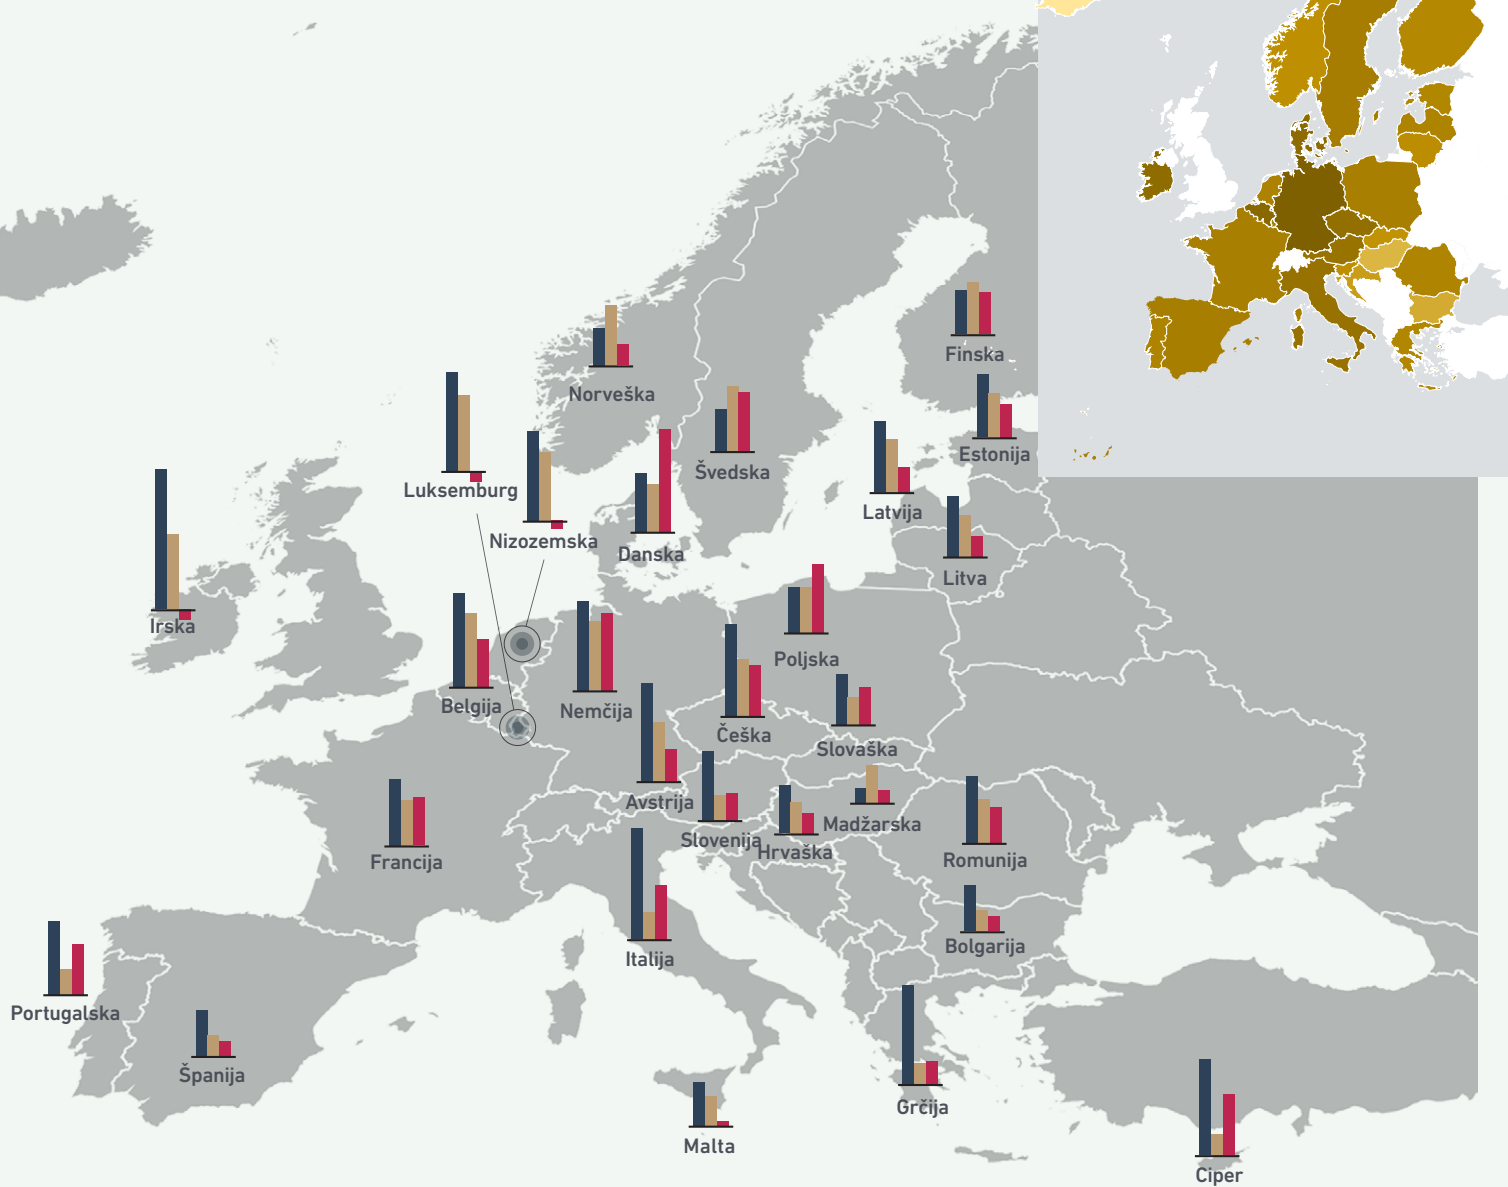 Finska
Norveška
Estonija
Švedska
Luksemburg
Latvija
Nizozemska
Danska
Litva
Irska
Poljska
Belgija
Nemčija
Češka
Slovaška
Avstrija
Madžarska
Slovenija
Hrvaška
Francija
Romunija
Bolgarija
Italija
Portugalska
Španija
Grčija
Malta
Ciper